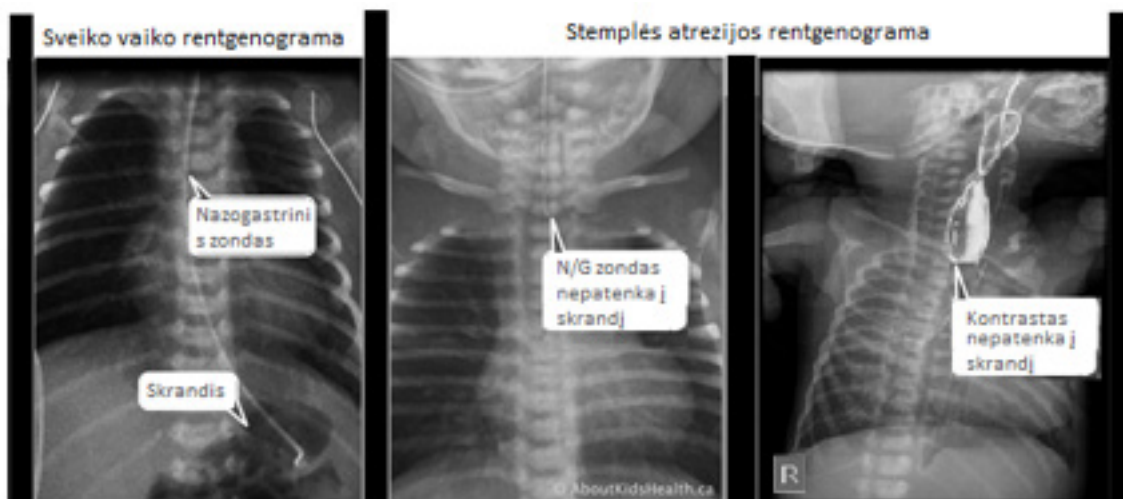 Sveiko vaiko rentgenograma
Stemplės atrezijos rentgenograma
Nazogastrini
s zondas
Skrandis
N/G zondas
nepatenka į
skrandį
Kontrastas
nepatenka į
skrandį
R
© AboutKidsHealth.ca